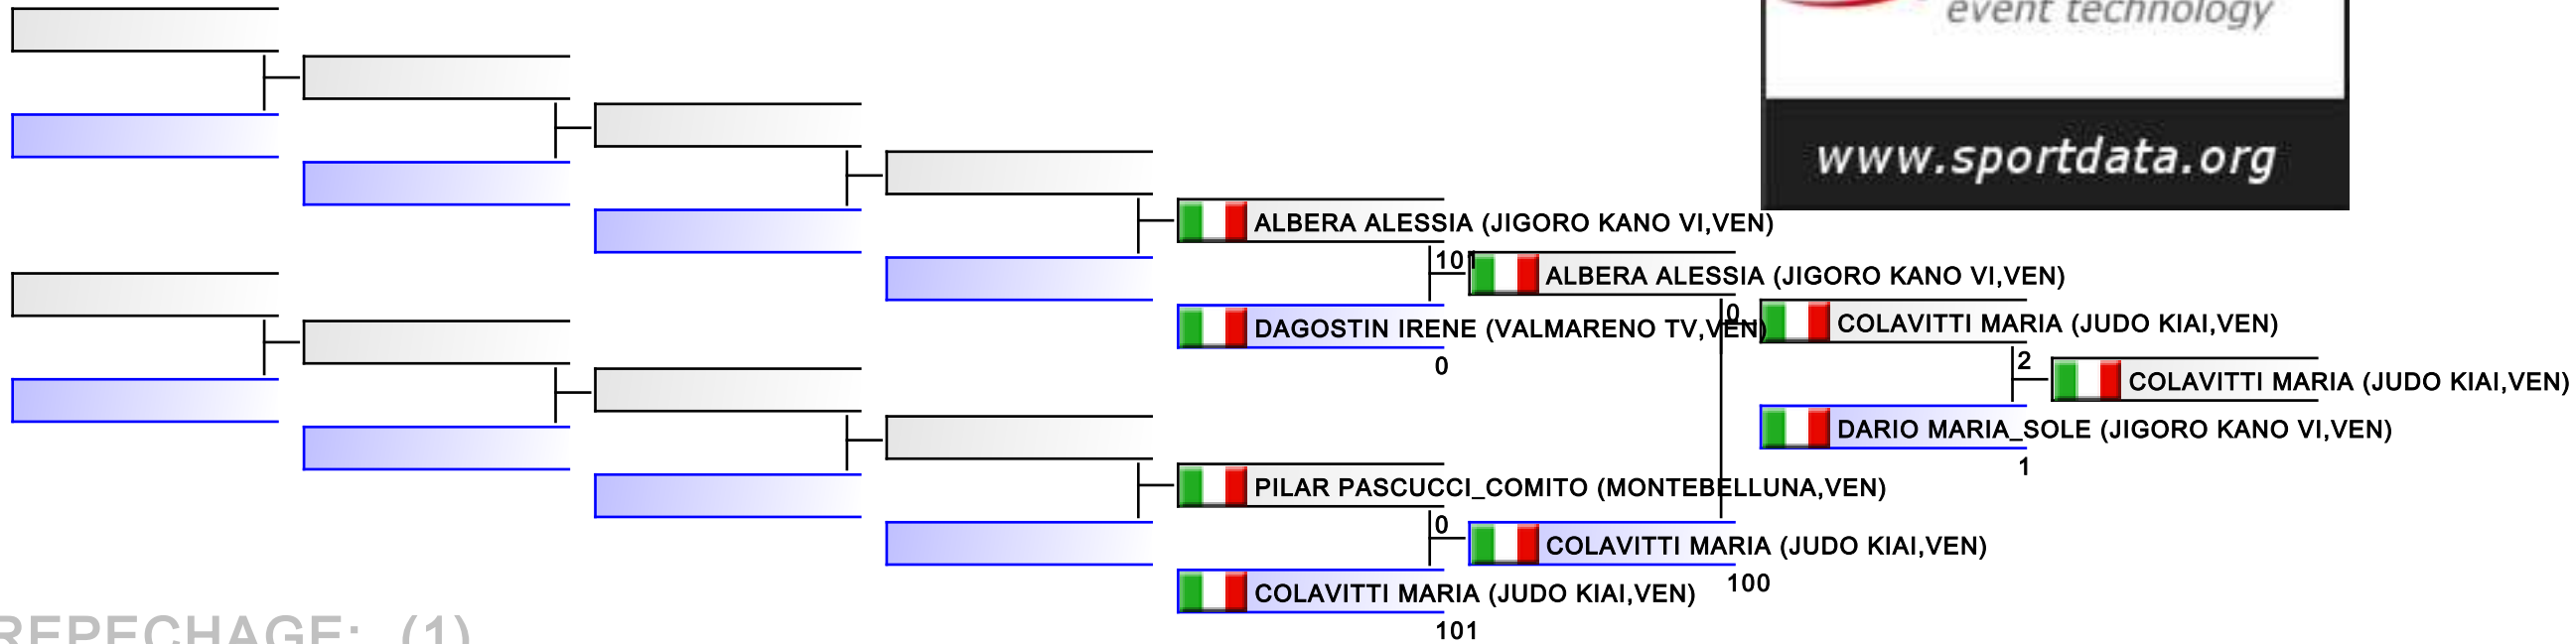 event technology
www.sportdata.org
ALBERA ALESSIA (JIGORO KANO VI,VEN)
101
ALBERA ALESSIA (JIGORO KANO VI,VEN)
DAGOSTIN IRENE (VALMARENO TV,VEN)
0
0
COLAVITTI MARIA (JUDO KIAI,VEN)
2
COLAVITTI MARIA (JUDO KIAI,VEN)
DARIO MARIA_SOLE (JIGORO KANO VI,VEN)
1
PILAR PASCUCCI_COMITO (MONTEBELLUNA,VEN)
0
COLAVITTI MARIA (JUDO KIAI,VEN)
100
COLAVITTI MARIA (JUDO KIAI,VEN)
101
REPECHAGE: (1)